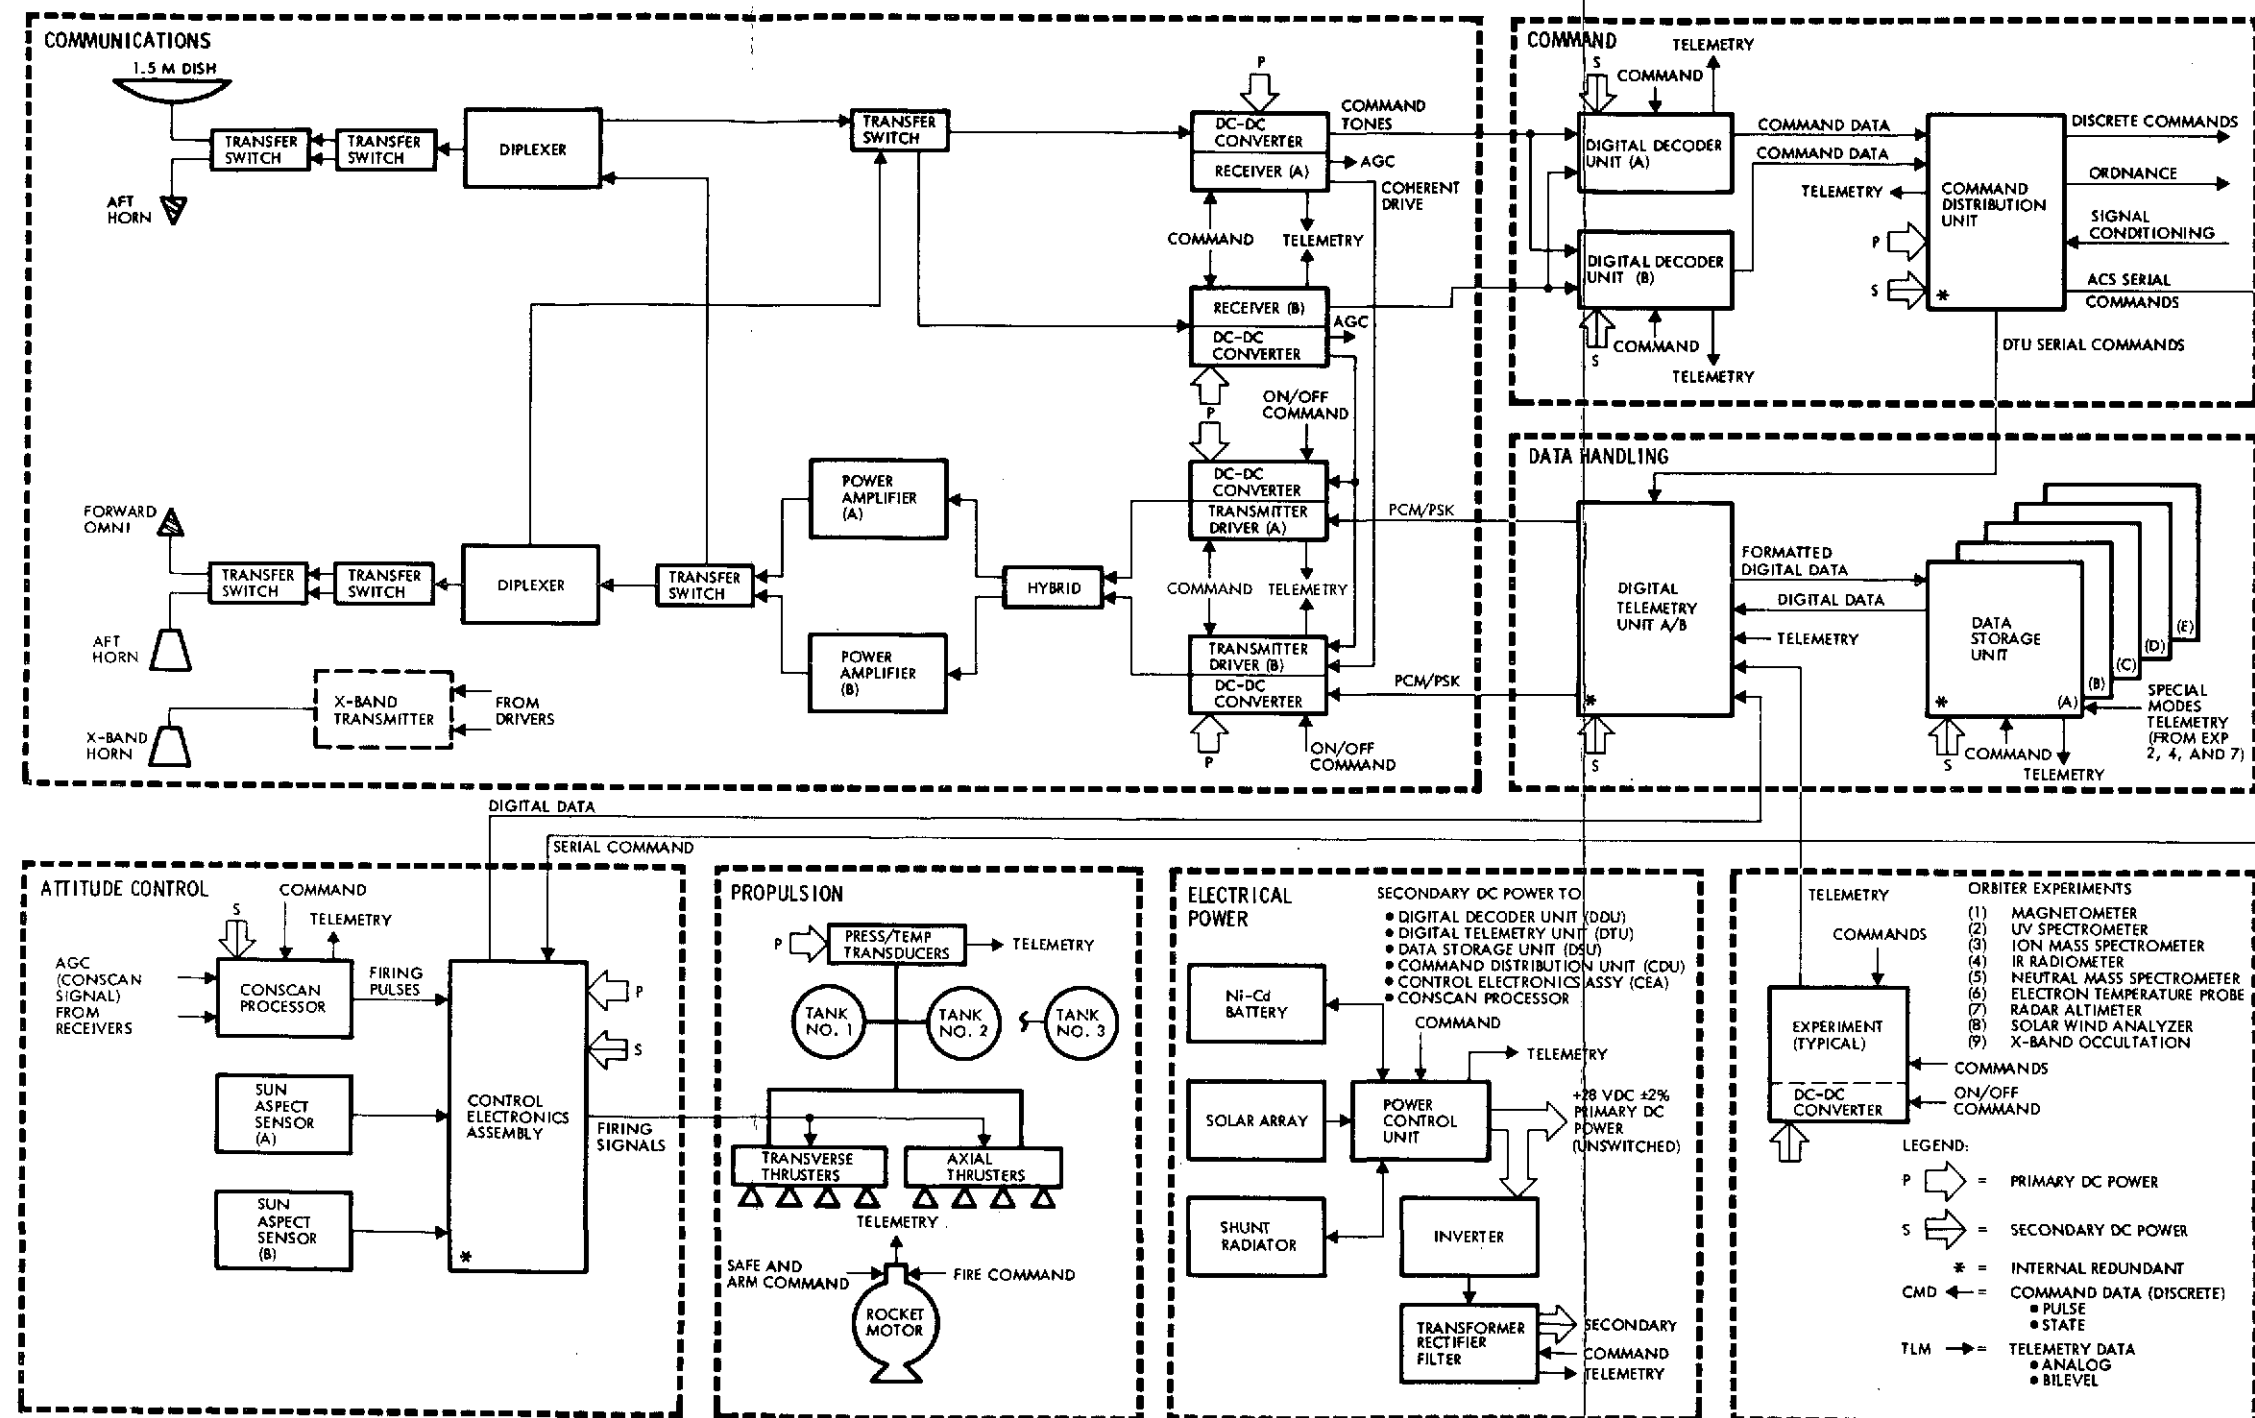 COMMUNICATIONS
1.5 M DISH
TRANSFER
SWITCH
TRANSFER
SWITCH
DIPLEXER
TRANSFER
SWITCH
AFT
HORN
P
DC-DC
CONVERTER
RECEIVER (A)
COMMAND
TONES
AGC
COHERENT
DRIVE
COMMAND
TELEMETRY
RECEIVER (B)
DC-DC
CONVERTER
AGC
P
ON/OFF
COMMAND
P
DC-DC
CONVERTER
TRANSMITTER
DRIVER (A)
PCM/PSK
COMMAND
TELEMETRY
TRANSMITTER
DRIVER (B)
DC-DC
CONVERTER
PCM/PSK
P
ON/OFF
COMMAND
POWER
AMPLIFIER
(A)
HYBRID
POWER
AMPLIFIER
(B)
FORWARD
OMNI
TRANSFER
SWITCH
TRANSFER
SWITCH
DIPLEXER
TRANSFER
SWITCH
AFT
HORN
X-BAND
TRANSMITTER
FROM
DRIVERS
X-BAND
HORN
COMMAND
TELEMETRY
S
COMMAND
DIGITAL DECODER
UNIT (A)
COMMAND DATA
COMMAND DATA
TELEMETRY
DIGITAL DECODER
UNIT (B)
P
S
COMMAND
DISTRIBUTION
UNIT
*
DISCRETE COMMANDS
ORDNANCE
SIGNAL
CONDITIONING
ACS SERIAL
COMMANDS
S
COMMAND
TELEMETRY
DTU SERIAL COMMANDS
DATA HANDLING
DIGITAL
TELEMETRY
UNIT A/B
*
S
FORMATTED
DIGITAL DATA
DIGITAL DATA
TELEMETRY
DATA
STORAGE
UNIT
*
(A)
(B)
(C)
(D)
(E)
SPECIAL
MODES
TELEMETRY
(FROM EXP
2, 4, AND 7)
S
COMMAND
TELEMETRY
DIGITAL DATA
SERIAL COMMAND
ATTITUDE CONTROL
S
COMMAND
TELEMETRY
AGC
(CONSCAN
SIGNAL)
FROM
RECEIVERS
CONSCAN
PROCESSOR
FIRING
PULSES
SUN
ASPECT
SENSOR
(A)
SUN
ASPECT
SENSOR
(B)
CONTROL
ELECTRONICS
ASSEMBLY
*
P
S
FIRING
SIGNALS
PROPULSION
P
PRESS/TEMP
TRANSDUCERS
TELEMETRY
TANK
NO. 1
TANK
NO. 2
TANK
NO. 3
TRANSVERSE
THRUSTERS
AXIAL
THRUSTERS
TELEMETRY
SAFE AND
ARM COMMAND
FIRE COMMAND
ROCKET
MOTOR
ELECTRICAL
POWER
SECONDARY DC POWER TO
• DIGITAL DECODER UNIT (DDU)
• DIGITAL TELEMETRY UNIT (DTU)
• DATA STORAGE UNIT (DSU)
• COMMAND DISTRIBUTION UNIT (CDU)
• CONTROL ELECTRONICS ASSY (CEA)
• CONSCAN PROCESSOR
Ni-Cd
BATTERY
COMMAND
TELEMETRY
SOLAR ARRAY
POWER
CONTROL
UNIT
+28 VDC ±2%
PRIMARY DC
POWER
(UNSWITCHED)
SHUNT
RADIATOR
INVERTER
TRANSFORMER
RECTIFIER
FILTER
SECONDARY
COMMAND
TELEMETRY
TELEMETRY
COMMANDS
EXPERIMENT
(TYPICAL)
DC-DC
CONVERTER
COMMANDS
ON/OFF
COMMAND
ORBITER EXPERIMENTS
(1) MAGNETOMETER
(2) UV SPECTROMETER
(3) ION MASS SPECTROMETER
(4) IR RADIOMETER
(5) NEUTRAL MASS SPECTROMETER
(6) ELECTRON TEMPERATURE PROBE
(7) RADAR ALTIMETER
(8) SOLAR WIND ANALYZER
(9) X-BAND OCCULTATION
LEGEND:
P = PRIMARY DC POWER
S = SECONDARY DC POWER
* = INTERNAL REDUNDANT
CMD ← = COMMAND DATA (DISCRETE)
• PULSE
• STATE
TLM → = TELEMETRY DATA
• ANALOG
• BILEVEL